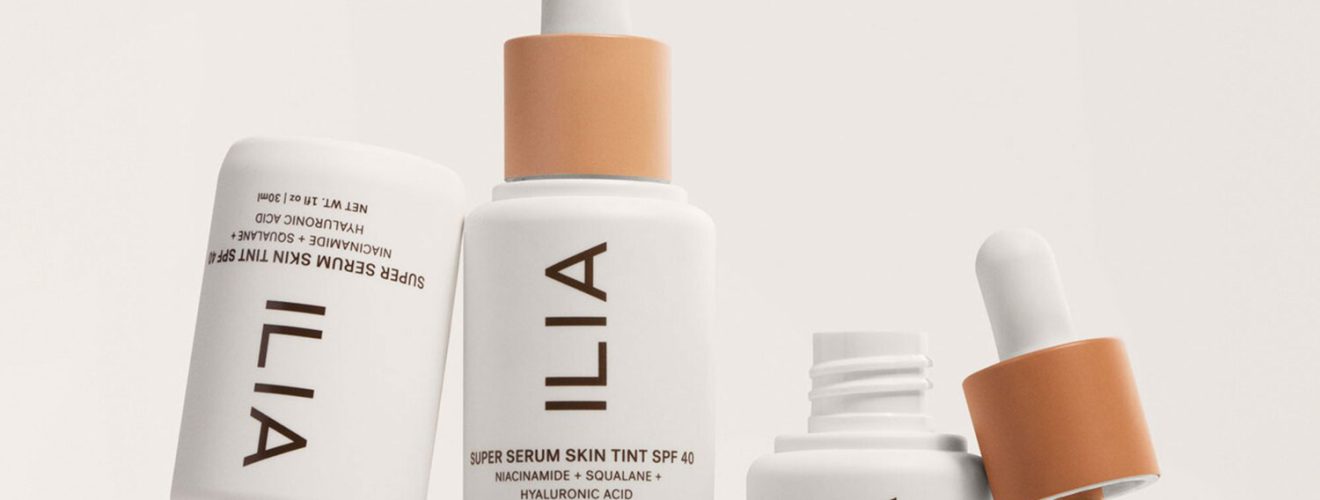 ILIA
SUPER SERUM SKIN TINT SPF 40
NIACINAMIDE + SQUALANE +
HYALURONIC ACID
NET WT. 1fl oz | 30ml
ILIA
SUPER SERUM SKIN TINT SPF 40
NIACINAMIDE + SQUALANE +
HYALURONIC ACID